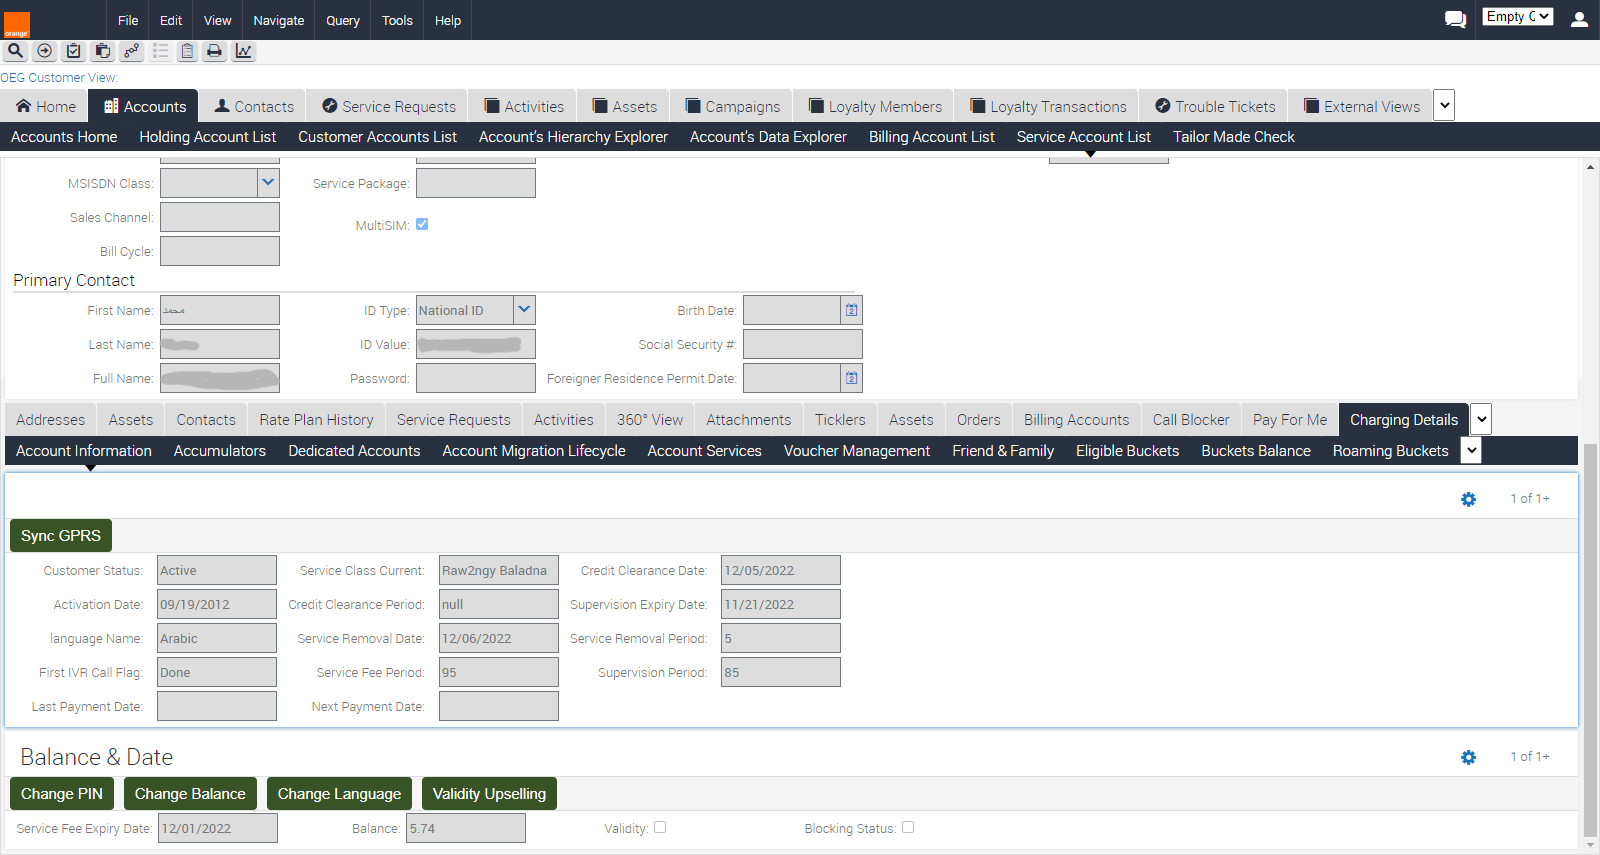 orange
File Edit View Navigate Query Tools Help Empty Q
OEG Customer View:
Home Accounts Contacts Service Requests Activities Assets Campaigns Loyalty Members Loyalty Transactions Trouble Tickets External Views
Accounts Home Holding Account List Customer Accounts List Account's Hierarchy Explorer Account's Data Explorer Billing Account List Service Account List Tailor Made Check
MSISDN Class: Service Package:
Sales Channel:
MultiSIM:
Bill Cycle:
Primary Contact
First Name: محمد ID Type: National ID Birth Date:
Last Name: ID Value: Social Security #:
Full Name: Password: Foreigner Residence Permit Date:
Addresses Assets Contacts Rate Plan History Service Requests Activities 360° View Attachments Ticklers Assets Orders Billing Accounts Call Blocker Pay For Me Charging Details
Account Information Accumulators Dedicated Accounts Account Migration Lifecycle Account Services Voucher Management Friend & Family Eligible Buckets Buckets Balance Roaming Buckets
1 of 1+
Sync GPRS
Customer Status: Active Service Class Current: Raw2ngy Baladna Credit Clearance Date: 12/05/2022
Activation Date: 09/19/2012 Credit Clearance Period: null Supervision Expiry Date: 11/21/2022
language Name: Arabic Service Removal Date: 12/06/2022 Service Removal Period: 5
First IVR Call Flag: Done Service Fee Period: 95 Supervision Period: 85
Last Payment Date: Next Payment Date:
Balance & Date 1 of 1+
Change PIN Change Balance Change Language Validity Upselling
Service Fee Expiry Date: 12/01/2022 Balance: 5.74 Validity: Blocking Status: